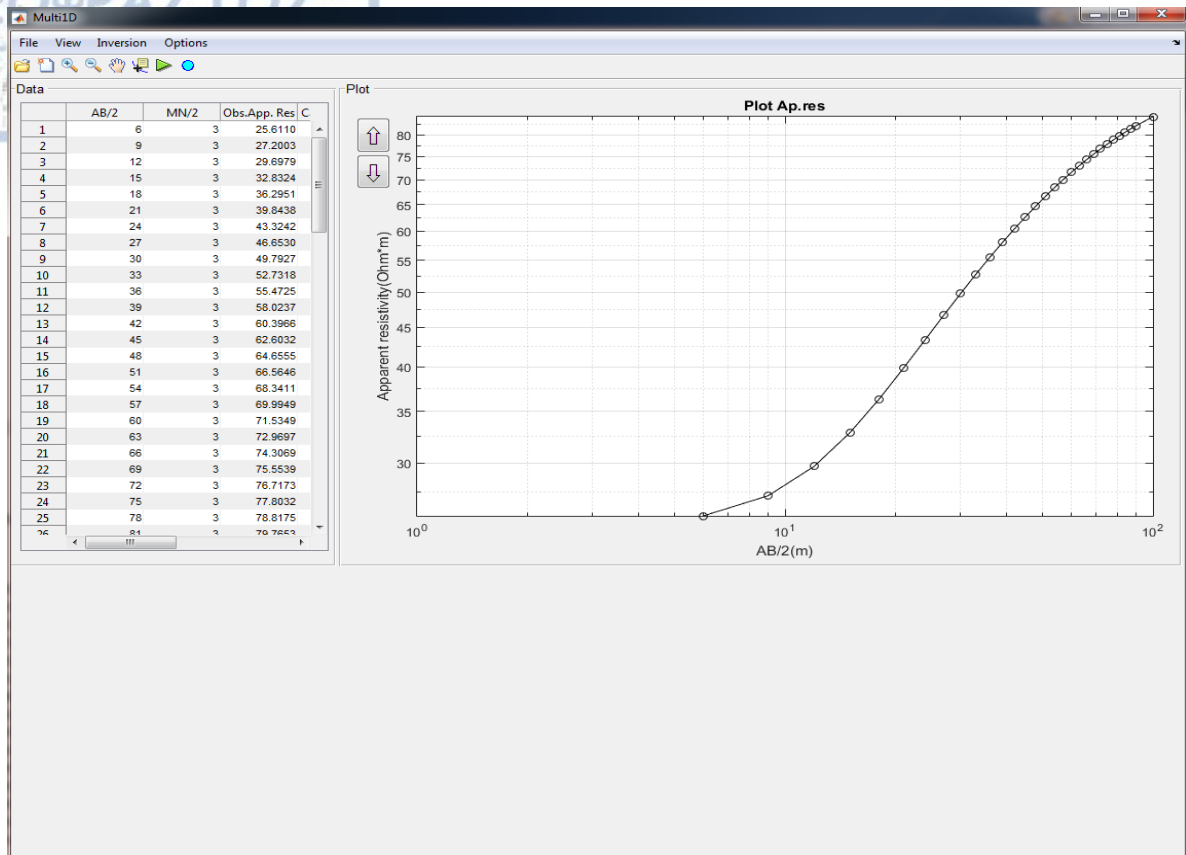 Multi1D
File View Inversion Options
Data
AB/2 MN/2 Obs.App. Res C
1 6 3 25.6110
2 9 3 27.2003
3 12 3 29.6979
4 15 3 32.8324
5 18 3 36.2951
6 21 3 39.8438
7 24 3 43.3242
8 27 3 46.6530
9 30 3 49.7927
10 33 3 52.7318
11 36 3 55.4725
12 39 3 58.0237
13 42 3 60.3966
14 45 3 62.6032
15 48 3 64.6555
16 51 3 66.5646
17 54 3 68.3411
18 57 3 69.9949
19 60 3 71.5349
20 63 3 72.9697
21 66 3 74.3069
22 69 3 75.5539
23 72 3 76.7173
24 75 3 77.8032
25 78 3 78.8175
26 81 3 79.7653
Plot
Plot Ap.res
Apparent resistivity(Ohm*m)
80
75
70
65
60
55
50
45
40
35
30
10⁰ 10¹ 10²
AB/2(m)